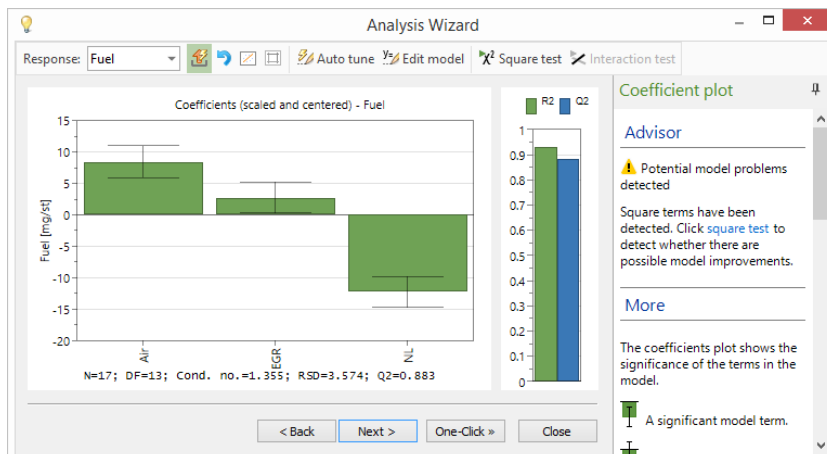 Analysis Wizard
Response: Fuel
Auto tune
Edit model
Square test
Interaction test
Coefficients (scaled and centered) - Fuel
Fuel [mg/st]
15
10
5
0
-5
-10
-15
-20
Air
EGR
NL
N=17; DF=13; Cond. no.=1.355; RSD=3.574; Q2=0.883
R2 Q2
1
0.9
0.8
0.7
0.6
0.5
0.4
0.3
0.2
0.1
0
Coefficient plot
Advisor
Potential model problems
detected
Square terms have been
detected. Click square test to
detect whether there are
possible model improvements.
More
The coefficients plot shows the
significance of the terms in the
model.
A significant model term.
< Back
Next >
One-Click »
Close